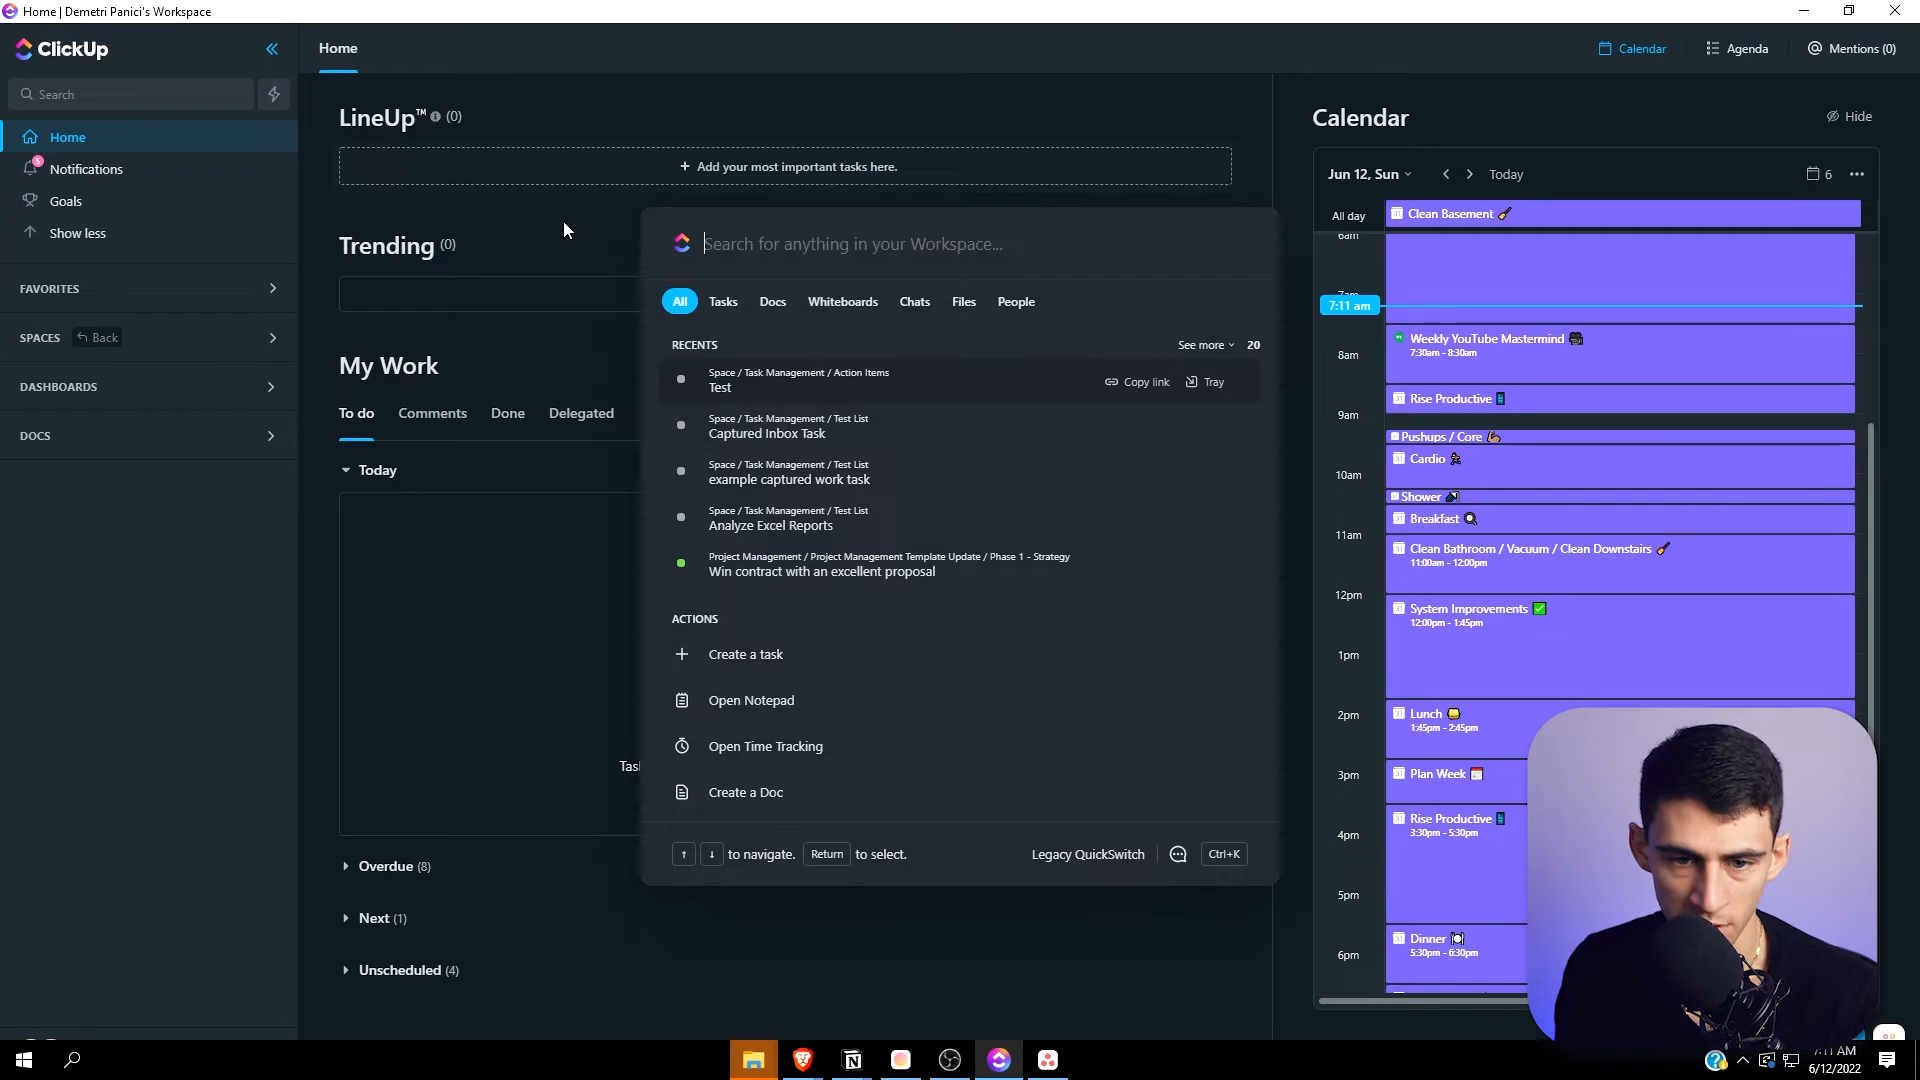 Home | Demetri Panici's Workspace
ClickUp
Home
Calendar
Agenda
Mentions (0)
Search
Home
5
Notifications
Goals
Show less
FAVORITES
SPACES
Back
DASHBOARDS
DOCS
LineUp™ (0)
+ Add your most important tasks here.
Trending (0)
My Work
To do
Comments
Done
Delegated
Today
Overdue (8)
Next (1)
Unscheduled (4)
Search for anything in your Workspace...
All
Tasks
Docs
Whiteboards
Chats
Files
People
RECENTS
See more
20
Space / Task Management / Action Items
Test
Copy link
Tray
Space / Task Management / Test List
Captured Inbox Task
Space / Task Management / Test List
example captured work task
Space / Task Management / Test List
Analyze Excel Reports
Project Management / Project Management Template Update / Phase 1 - Strategy
Win contract with an excellent proposal
ACTIONS
Create a task
Open Notepad
Open Time Tracking
Create a Doc
↑ ↓ to navigate. Return to select.
Legacy QuickSwitch
Ctrl+K
Calendar
Hide
Jun 12, Sun
Today
6
All day
Clean Basement
6am
7am
7:11 am
Weekly YouTube Mastermind
7:30am - 8:30am
8am
Rise Productive
9am
Pushups / Core
Cardio
10am
Shower
Breakfast
11am
Clean Bathroom / Vacuum / Clean Downstairs
11:00am - 12:00pm
12pm
System Improvements
12:00pm - 1:45pm
1pm
2pm
Lunch
1:45pm - 2:45pm
3pm
Plan Week
Rise Productive
3:30pm - 5:30pm
4pm
5pm
Dinner
5:30pm - 6:30pm
6pm
7:11 AM
6/12/2022